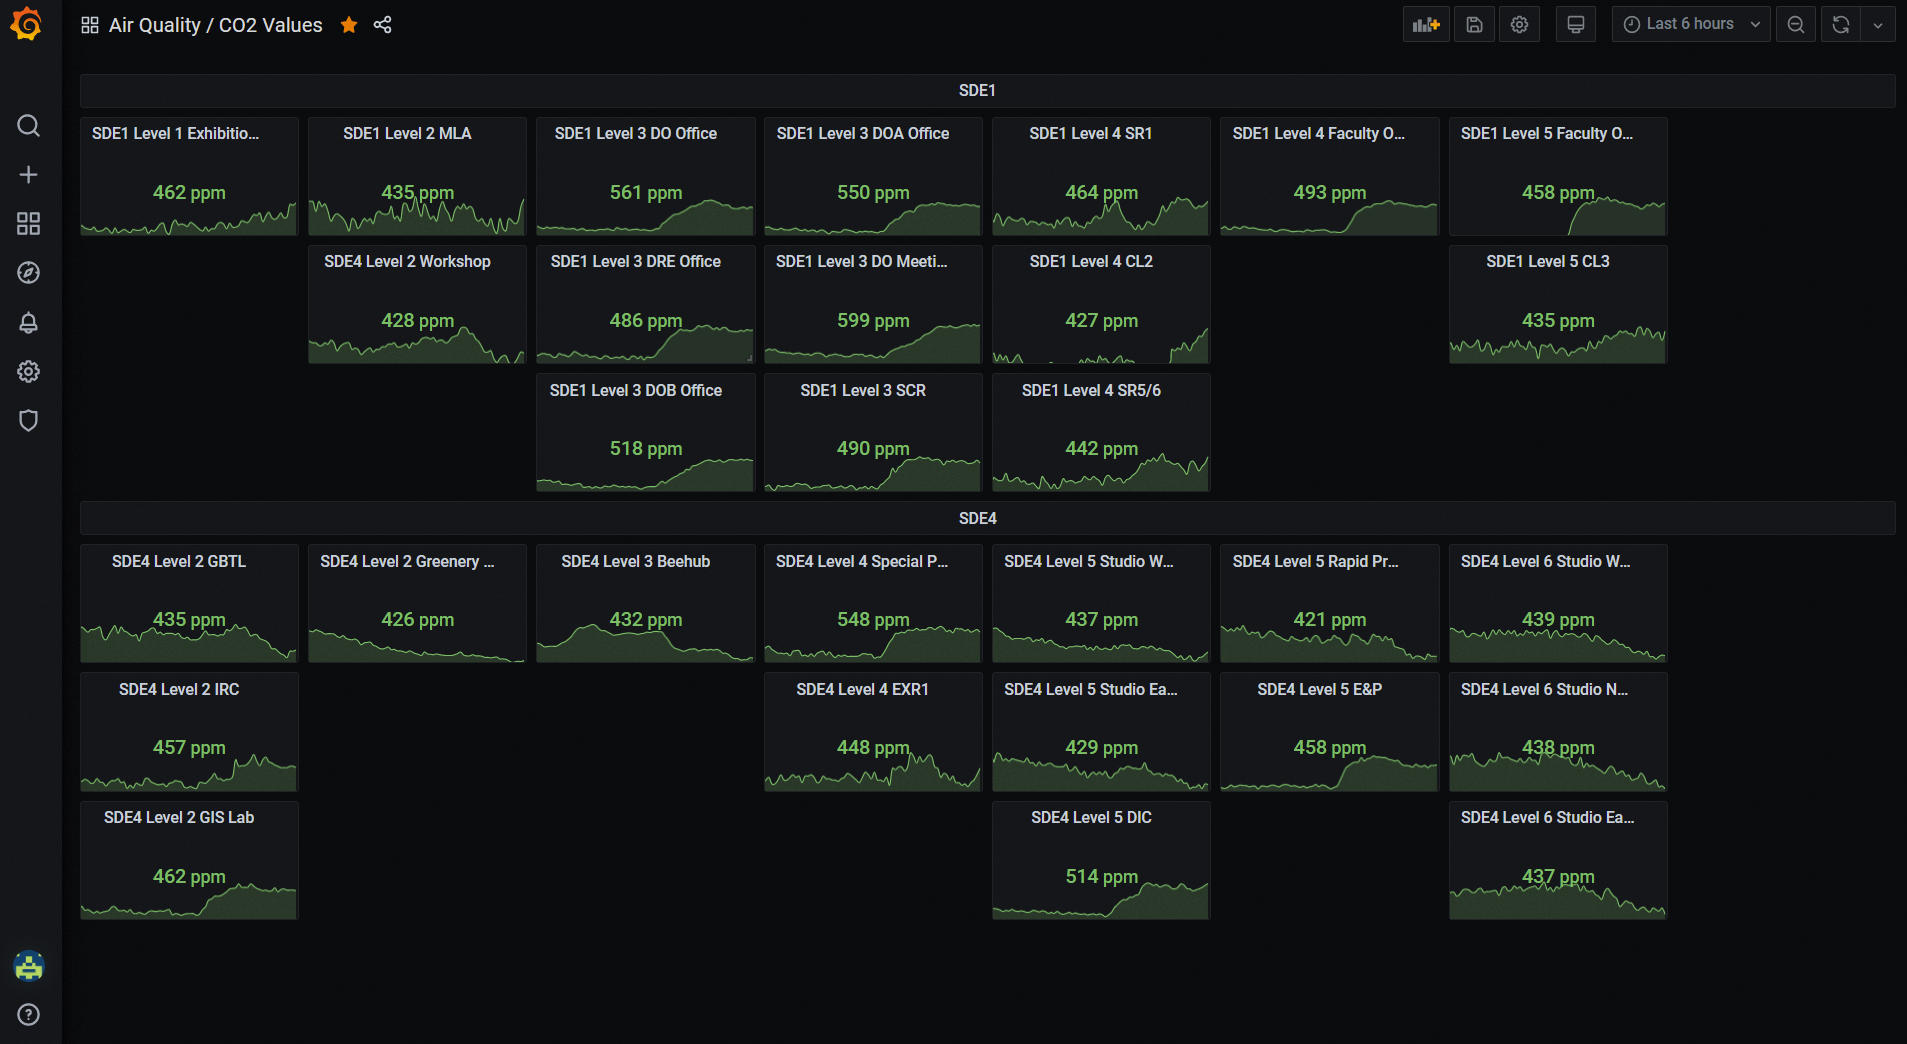 Air Quality / CO2 Values
Last 6 hours
SDE1
SDE1 Level 1 Exhibitio...
462 ppm
SDE1 Level 2 MLA
435 ppm
SDE1 Level 3 DO Office
561 ppm
SDE1 Level 3 DOA Office
550 ppm
SDE1 Level 4 SR1
464 ppm
SDE1 Level 4 Faculty O...
493 ppm
SDE1 Level 5 Faculty O...
458 ppm
SDE4 Level 2 Workshop
428 ppm
SDE1 Level 3 DRE Office
486 ppm
SDE1 Level 3 DO Meeti...
599 ppm
SDE1 Level 4 CL2
427 ppm
SDE1 Level 5 CL3
435 ppm
SDE1 Level 3 DOB Office
518 ppm
SDE1 Level 3 SCR
490 ppm
SDE1 Level 4 SR5/6
442 ppm
SDE4
SDE4 Level 2 GBTL
435 ppm
SDE4 Level 2 Greenery ...
426 ppm
SDE4 Level 3 Beehub
432 ppm
SDE4 Level 4 Special P...
548 ppm
SDE4 Level 5 Studio W...
437 ppm
SDE4 Level 5 Rapid Pr...
421 ppm
SDE4 Level 6 Studio W...
439 ppm
SDE4 Level 2 IRC
457 ppm
SDE4 Level 4 EXR1
448 ppm
SDE4 Level 5 Studio Ea...
429 ppm
SDE4 Level 5 E&P
458 ppm
SDE4 Level 6 Studio N...
438 ppm
SDE4 Level 2 GIS Lab
462 ppm
SDE4 Level 5 DIC
514 ppm
SDE4 Level 6 Studio Ea...
437 ppm